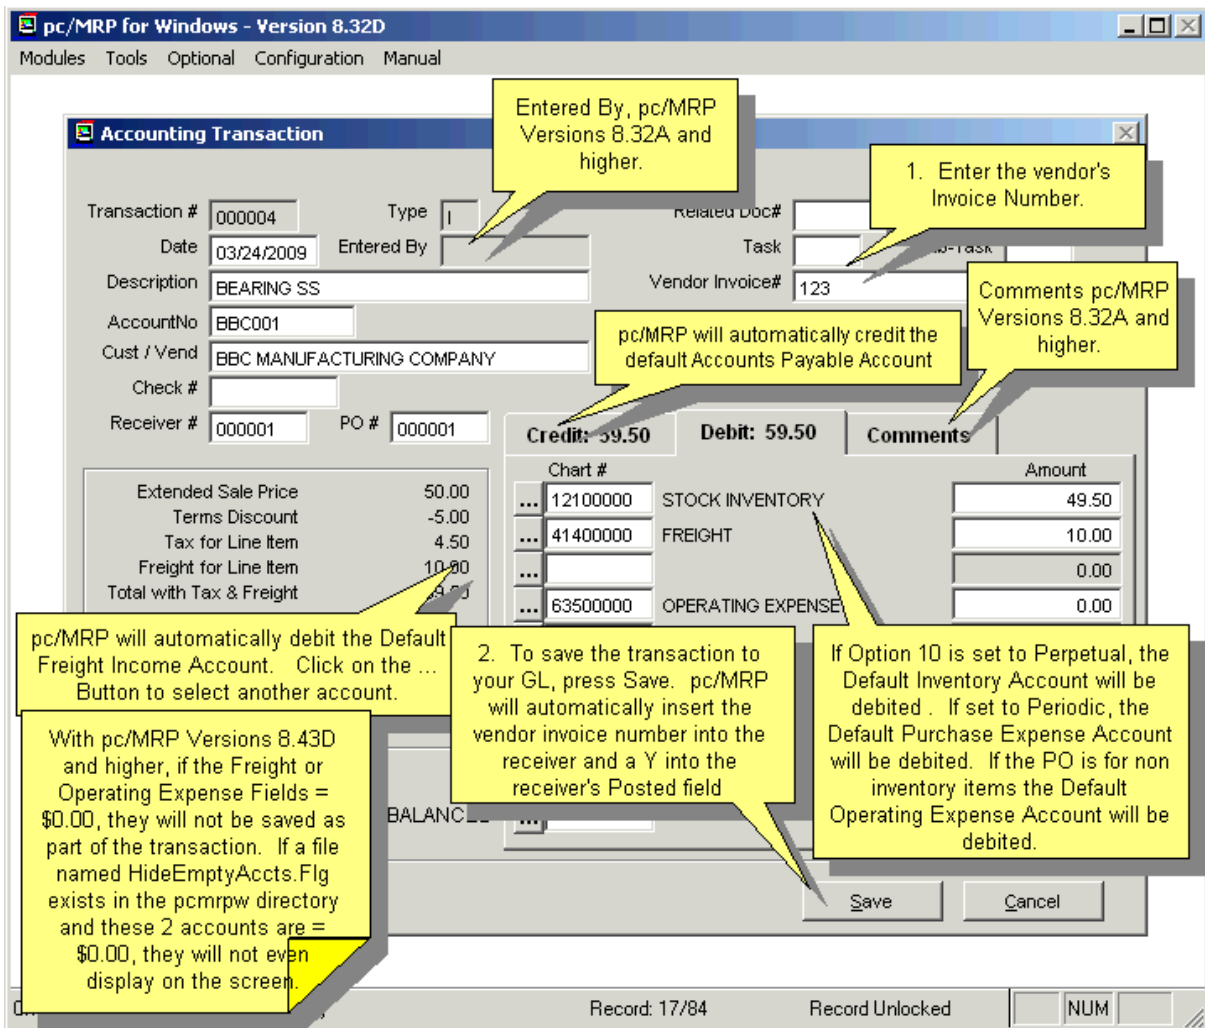 pc/MRP for Windows - Version 8.32D
Modules Tools Optional Configuration Manual
Accounting Transaction
Entered By, pc/MRP
Versions 8.32A and
higher.
1. Enter the vendor's
Invoice Number.
Transaction # 000004 Type I Related Doc#
Date 03/24/2009 Entered By Task
Description BEARING SS Vendor Invoice# 123
AccountNo BBC001
Cust / Vend BBC MANUFACTURING COMPANY
Check #
Receiver # 000001 PO # 000001
Comments pc/MRP
Versions 8.32A and
higher.
pc/MRP will automatically credit the
default Accounts Payable Account
Credit: 59.50 Debit: 59.50 Comments
Chart # Amount
... 12100000 STOCK INVENTORY 49.50
... 41400000 FREIGHT 10.00
... 0.00
... 63500000 OPERATING EXPENSE 0.00
Extended Sale Price 50.00
Terms Discount -5.00
Tax for Line Item 4.50
Freight for Line Item 10.00
Total with Tax & Freight
pc/MRP will automatically debit the Default
Freight Income Account. Click on the ...
Button to select another account.
2. To save the transaction to
your GL, press Save. pc/MRP
will automatically insert the
vendor invoice number into the
receiver and a Y into the
receiver's Posted field
If Option 10 is set to Perpetual, the
Default Inventory Account will be
debited . If set to Periodic, the
Default Purchase Expense Account
will be debited. If the PO is for non
inventory items the Default
Operating Expense Account will be
debited.
With pc/MRP Versions 8.43D
and higher, if the Freight or
Operating Expense Fields =
$0.00, they will not be saved as
part of the transaction. If a file
named HideEmptyAccts.Flg
exists in the pcmrpw directory
and these 2 accounts are =
$0.00, they will not even
display on the screen.
...
Save Cancel
Record: 17/84 Record Unlocked NUM